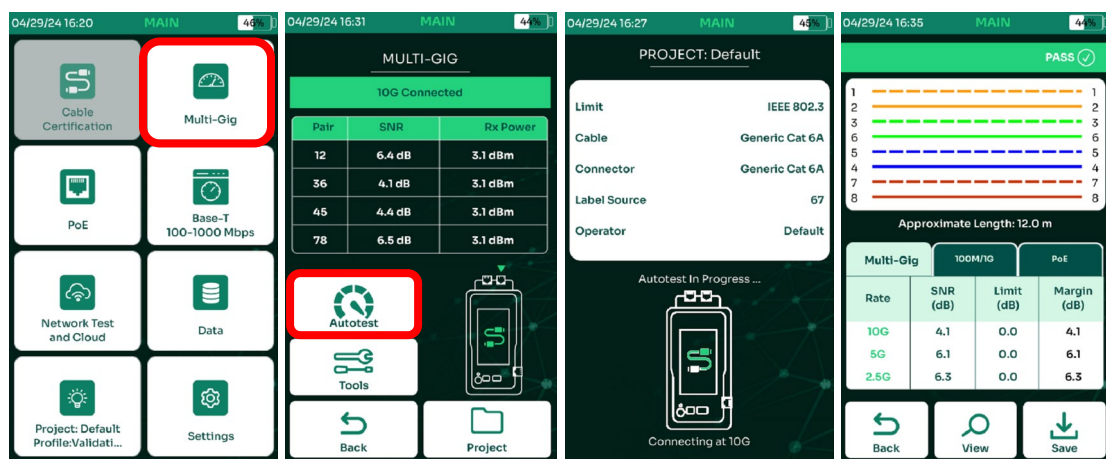 04/29/24 16:20 MAIN 46%
Cable
Certification
Multi-Gig
PoE
Base-T
100-1000 Mbps
Network Test
and Cloud
Data
Project: Default
Profile:Validati...
Settings
04/29/24 16:31 MAIN 44%
MULTI-GIG
10G Connected
Pair SNR Rx Power
12 6.4 dB 3.1 dBm
36 4.1 dB 3.1 dBm
45 4.4 dB 3.1 dBm
78 6.5 dB 3.1 dBm
Autotest
Tools
Back
Project
04/29/24 16:27 MAIN 45%
PROJECT: Default
Limit IEEE 802.3
Cable Generic Cat 6A
Connector Generic Cat 6A
Label Source 67
Operator Default
Autotest In Progress ...
Connecting at 10G
04/29/24 16:35 MAIN 44%
PASS
1 1
2 2
3 3
6 6
5 5
4 4
7 7
8 8
Approximate Length: 12.0 m
Multi-Gig 100M/1G PoE
Rate SNR (dB) Limit (dB) Margin (dB)
10G 4.1 0.0 4.1
5G 6.1 0.0 6.1
2.5G 6.3 0.0 6.3
Back View Save